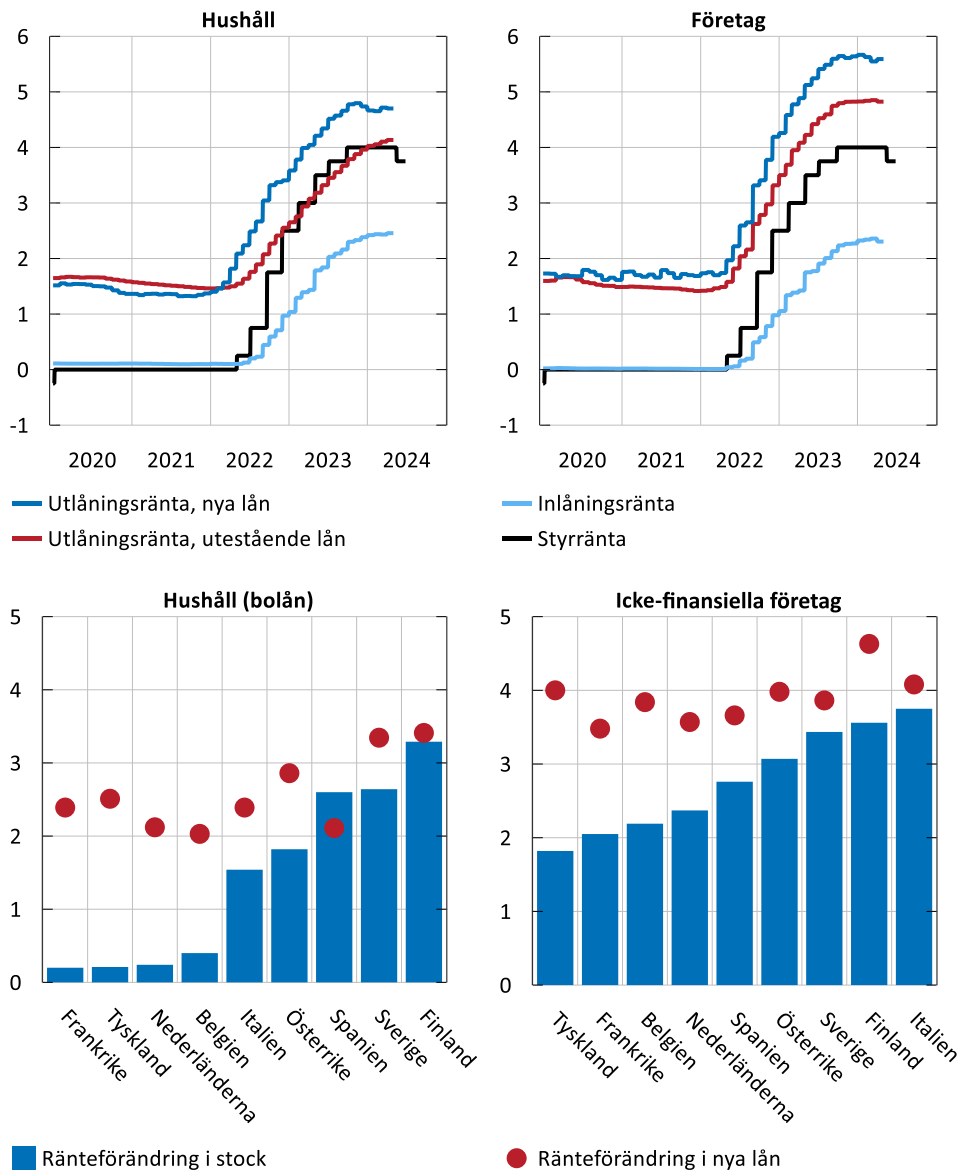 Hushåll
6
5
4
3
2
1
0
-1
2020 2021 2022 2023 2024
Företag
6
5
4
3
2
1
0
-1
2020 2021 2022 2023 2024
Utlåningsränta, nya lån
Inlåningsränta
Utlåningsränta, utestående lån
Styrränta
Hushåll (bolån)
5
4
3
2
1
0
Frankrike
Tyskland
Nederländerna
Belgien
Italien
Österrike
Spanien
Sverige
Finland
Icke-finansiella företag
5
4
3
2
1
0
Tyskland
Frankrike
Belgien
Nederländerna
Spanien
Österrike
Sverige
Finland
Italien
Ränteförändring i stock
Ränteförändring i nya lån